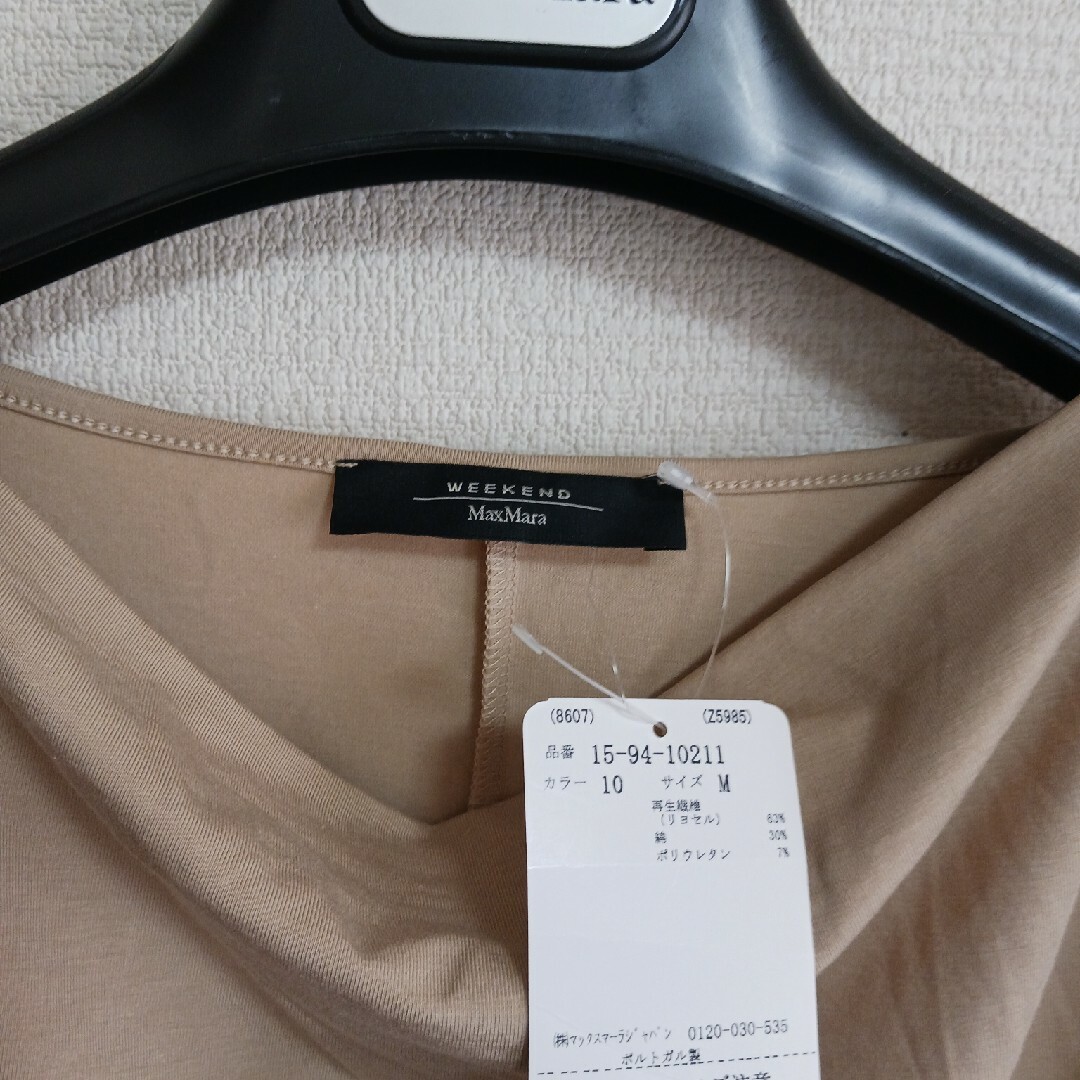 WEEKEND
MaxMara
(8607) (Z5985)
品番 15-94-10211
カラー 10 サイズ M
再生繊維
(リヨセル) 63%
綿 30%
ポリウレタン 7%
㈱マックスマーラジャパン 0120-030-535
ポルトガル製